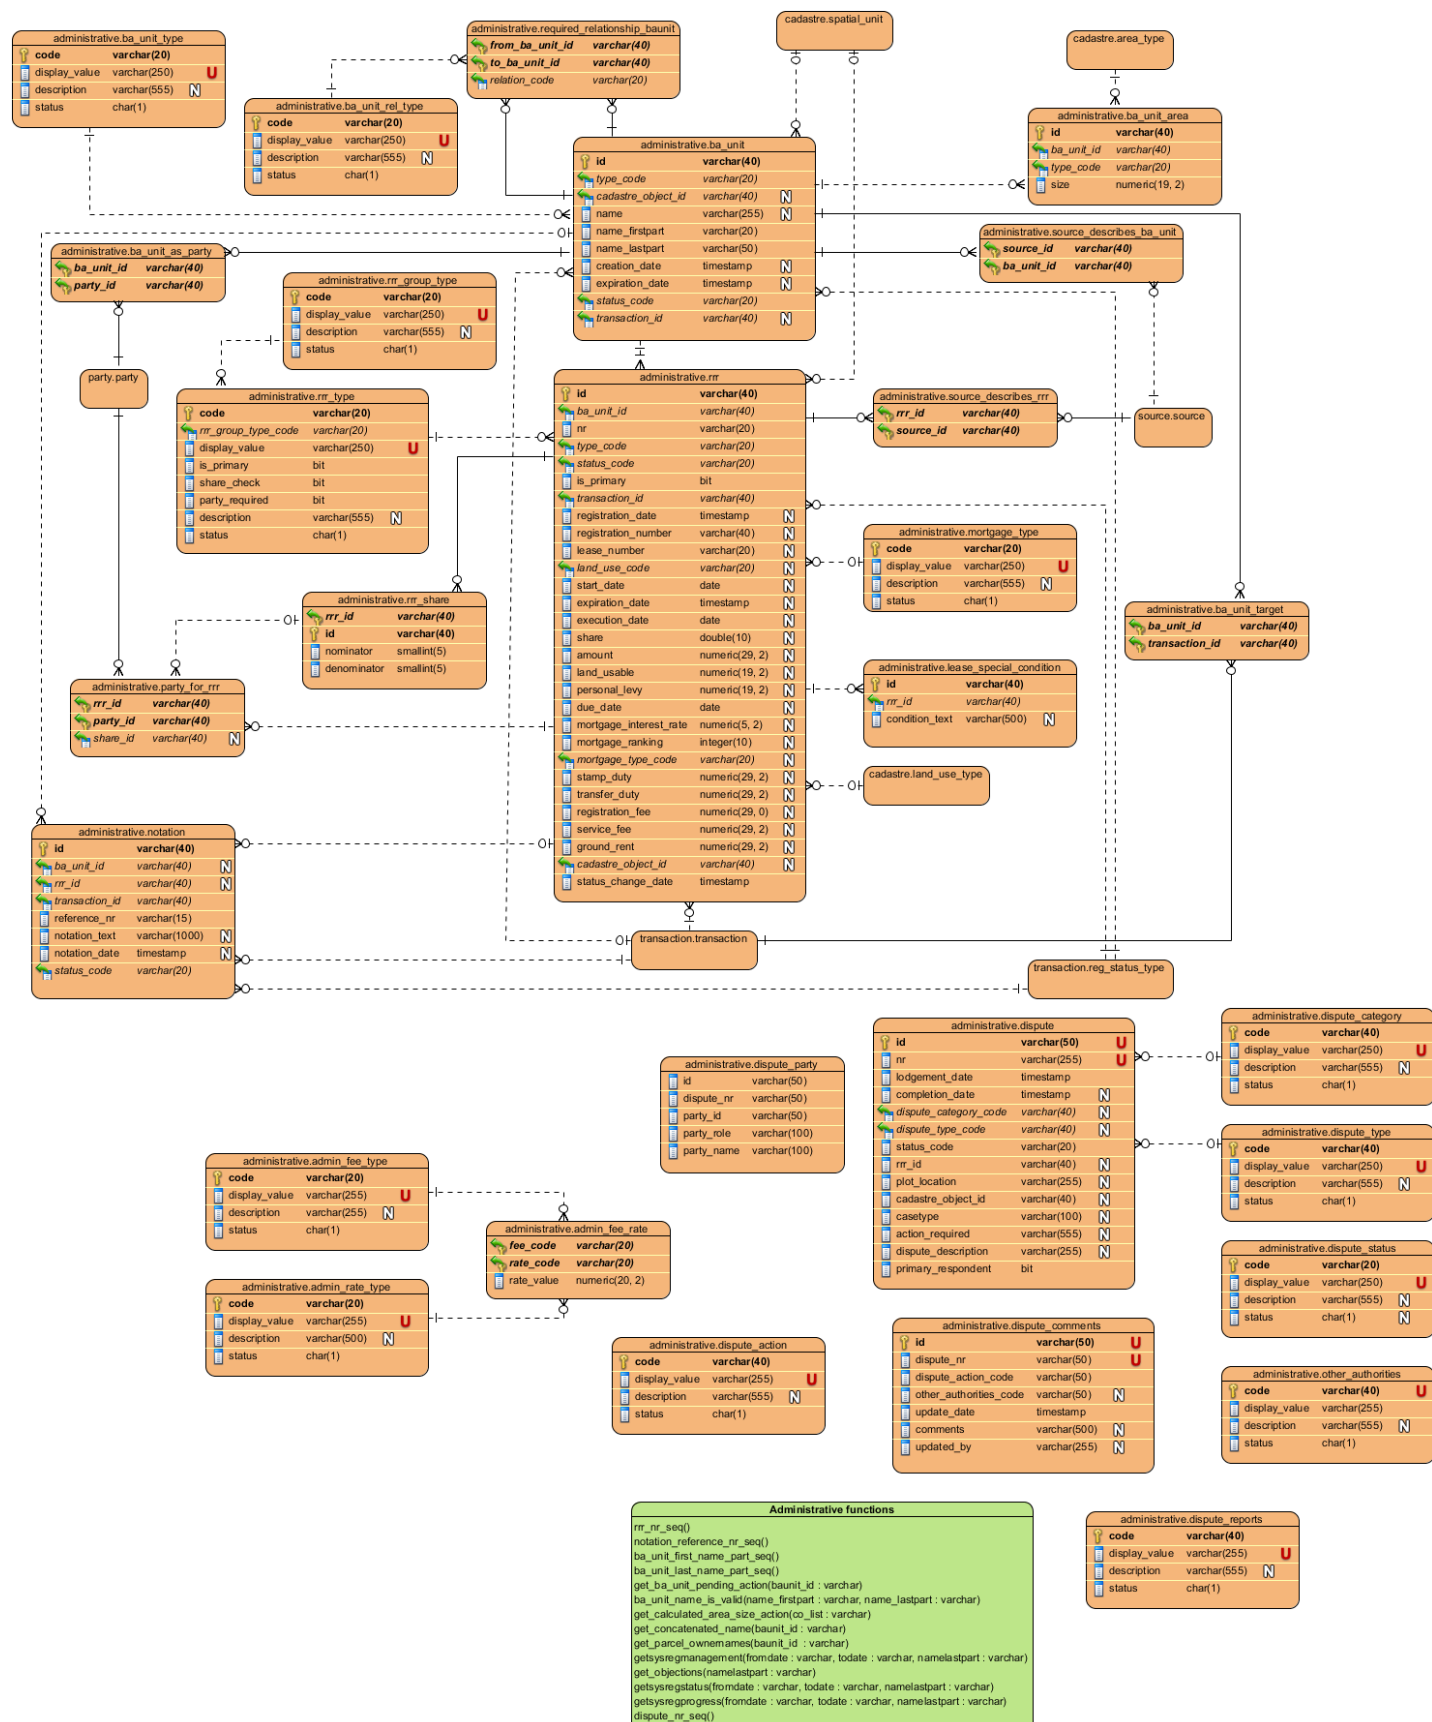 administrative.ba_unit_type
code varchar(20)
display_value varchar(250) U
description varchar(555) N
status char(1)
administrative.required_relationship_baunit
from_ba_unit_id varchar(40)
to_ba_unit_id varchar(40)
relation_code varchar(20)
cadastre.spatial_unit
cadastre.area_type
administrative.ba_unit_rel_type
code varchar(20)
display_value varchar(250) U
description varchar(555) N
status char(1)
administrative.ba_unit
id varchar(40)
type_code varchar(20)
cadastre_object_id varchar(40) N
name varchar(255) N
name_firstpart varchar(20)
name_lastpart varchar(50)
creation_date timestamp N
expiration_date timestamp N
status_code varchar(20)
transaction_id varchar(40) N
administrative.ba_unit_area
id varchar(40)
ba_unit_id varchar(40)
type_code varchar(20)
size numeric(19, 2)
administrative.ba_unit_as_party
ba_unit_id varchar(40)
party_id varchar(40)
administrative.source_describes_ba_unit
source_id varchar(40)
ba_unit_id varchar(40)
administrative.rrr_group_type
code varchar(20)
display_value varchar(250) U
description varchar(555) N
status char(1)
party.party
administrative.rrr_type
code varchar(20)
rrr_group_type_code varchar(20)
display_value varchar(250) U
is_primary bit
share_check bit
party_required bit
description varchar(555) N
status char(1)
administrative.rrr
id varchar(40)
ba_unit_id varchar(40)
nr varchar(20)
type_code varchar(20)
status_code varchar(20)
is_primary bit
transaction_id varchar(40)
registration_date timestamp N
registration_number varchar(40) N
lease_number varchar(20) N
land_use_code varchar(20) N
start_date date N
expiration_date timestamp N
execution_date date N
share double(10) N
amount numeric(29, 2) N
land_usable numeric(19, 2) N
personal_levy numeric(19, 2) N
due_date date N
mortgage_interest_rate numeric(5, 2) N
mortgage_ranking integer(10) N
mortgage_type_code varchar(20) N
stamp_duty numeric(29, 2) N
transfer_duty numeric(29, 2) N
registration_fee numeric(29, 0) N
service_fee numeric(29, 2) N
ground_rent numeric(29, 2) N
cadastre_object_id varchar(40) N
status_change_date timestamp
administrative.source_describes_rrr
rrr_id varchar(40)
source_id varchar(40)
source.source
administrative.mortgage_type
code varchar(20)
display_value varchar(250) U
description varchar(555) N
status char(1)
administrative.rrr_share
rrr_id varchar(40)
id varchar(40)
nominator smallint(5)
denominator smallint(5)
administrative.ba_unit_target
ba_unit_id varchar(40)
transaction_id varchar(40)
administrative.party_for_rrr
rrr_id varchar(40)
party_id varchar(40)
share_id varchar(40) N
administrative.lease_special_condition
id varchar(40)
rrr_id varchar(40)
condition_text varchar(500) N
cadastre.land_use_type
administrative.notation
id varchar(40)
ba_unit_id varchar(40) N
rrr_id varchar(40) N
transaction_id varchar(40)
reference_nr varchar(15)
notation_text varchar(1000) N
notation_date timestamp N
status_code varchar(20)
transaction.transaction
transaction.reg_status_type
administrative.dispute
id varchar(50) U
nr varchar(255) U
lodgement_date timestamp
completion_date timestamp N
dispute_category_code varchar(40) N
dispute_type_code varchar(40) N
status_code varchar(20)
rrr_id varchar(40) N
plot_location varchar(255) N
cadastre_object_id varchar(40) N
casetype varchar(100) N
action_required varchar(555) N
dispute_description varchar(255) N
primary_respondent bit
administrative.dispute_category
code varchar(40)
display_value varchar(250) U
description varchar(555) N
status char(1)
administrative.dispute_party
id varchar(50)
dispute_nr varchar(50)
party_id varchar(50)
party_role varchar(100)
party_name varchar(100)
administrative.dispute_type
code varchar(40)
display_value varchar(250) U
description varchar(555) N
status char(1)
administrative.admin_fee_type
code varchar(20)
display_value varchar(255) U
description varchar(255) N
status char(1)
administrative.admin_fee_rate
fee_code varchar(20)
rate_code varchar(20)
rate_value numeric(20, 2)
administrative.dispute_status
code varchar(20)
display_value varchar(250) U
description varchar(555) N
status char(1) N
administrative.admin_rate_type
code varchar(20)
display_value varchar(255) U
description varchar(500) N
status char(1)
administrative.dispute_action
code varchar(40)
display_value varchar(255) U
description varchar(555) N
status char(1)
administrative.dispute_comments
id varchar(50) U
dispute_nr varchar(50) U
dispute_action_code varchar(50)
other_authorities_code varchar(50) N
update_date timestamp
comments varchar(500) N
updated_by varchar(255) N
administrative.other_authorities
code varchar(40) U
display_value varchar(255)
description varchar(555) N
status char(1)
Administrative functions
rrr_nr_seq()
notation_reference_nr_seq()
ba_unit_first_name_part_seq()
ba_unit_last_name_part_seq()
get_ba_unit_pending_action(baunit_id : varchar)
ba_unit_name_is_valid(name_firstpart : varchar, name_lastpart : varchar)
get_calculated_area_size_action(co_list : varchar)
get_concatenated_name(baunit_id : varchar)
get_parcel_ownernames(baunit_id : varchar)
getsysregmanagement(fromdate : varchar, todate : varchar, namelastpart : varchar)
get_objections(namelastpart : varchar)
getsysregstatus(fromdate : varchar, todate : varchar, namelastpart : varchar)
getsysregprogress(fromdate : varchar, todate : varchar, namelastpart : varchar)
dispute_nr_seq()
administrative.dispute_reports
code varchar(40)
display_value varchar(255) U
description varchar(555) N
status char(1)